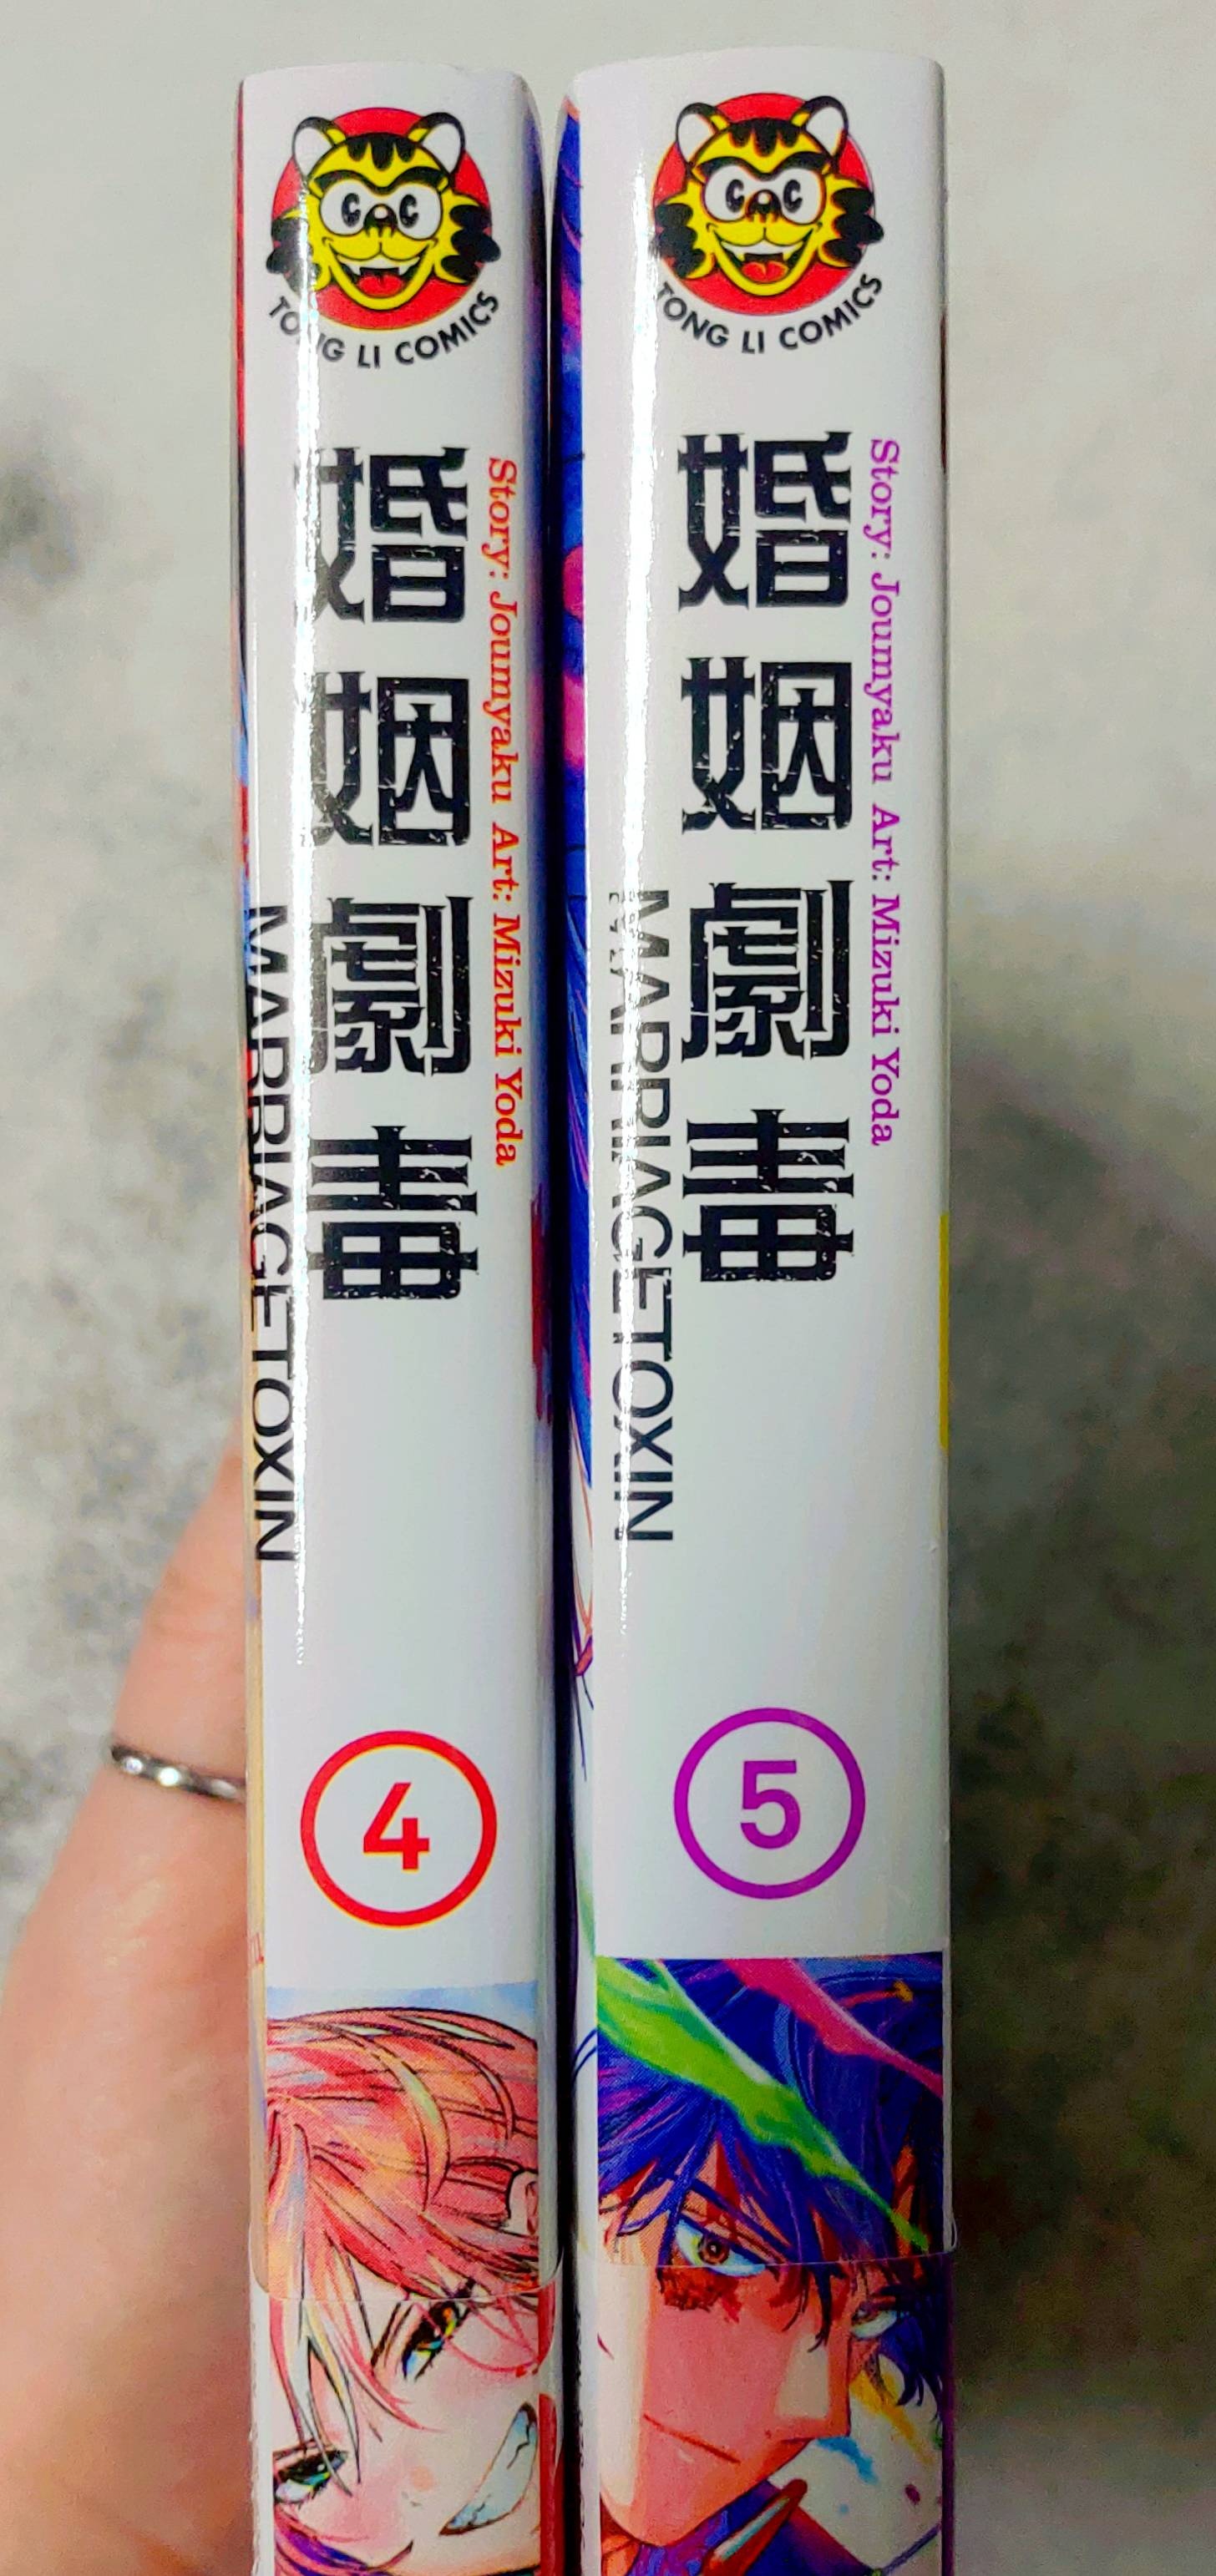 TONG LI COMICS
婚姻劇毒
Story: Joumyaku Art: Mizuki Yoda
MARRIAGETOXIN
4
TONG LI COMICS
婚姻劇毒
Story: Joumyaku Art: Mizuki Yoda
MARRIAGETOXIN
5